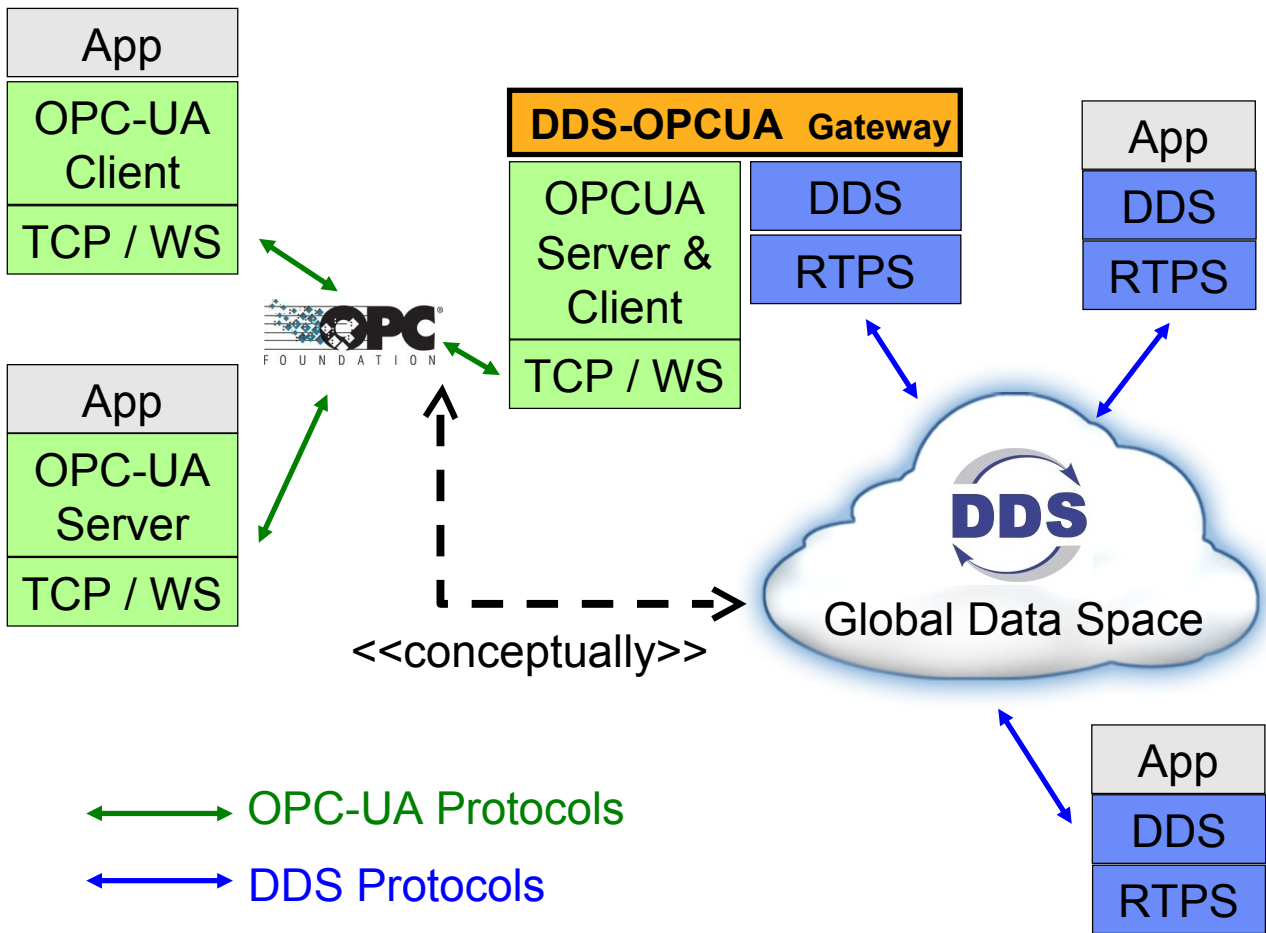 App
OPC-UA
Client
TCP / WS
App
OPC-UA
Server
TCP / WS
OPC®
FOUNDATION
DDS-OPCUA Gateway
OPCUA
Server &
Client
TCP / WS
DDS
RTPS
App
DDS
RTPS
DDS
Global Data Space
<<conceptually>>
App
DDS
RTPS
OPC-UA Protocols
DDS Protocols